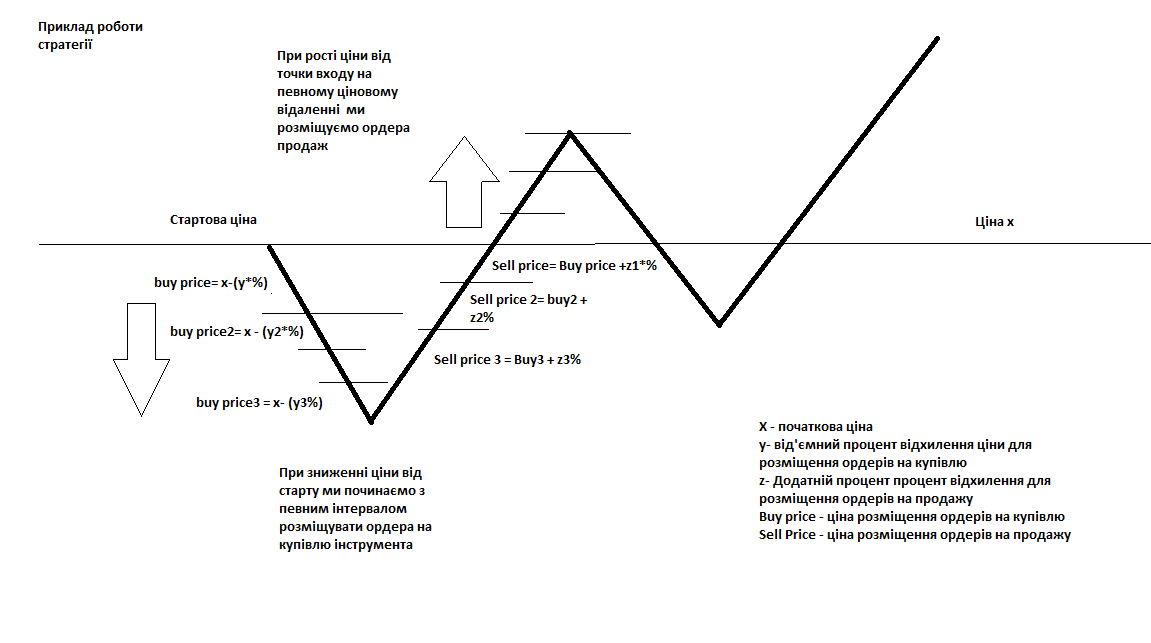 Приклад роботи
стратегії
При рості ціни від
точки входу на
певному ціновому
відаленні ми
розміщуємо ордера
продаж
Стартова ціна
Ціна x
Sell price= Buy price +z1*%
buy price= x-(y*%)
Sell price 2= buy2 +
z2%
buy price2= x - (y2*%)
Sell price 3 = Buy3 + z3%
buy price3 = x- (y3%)
X - початкова ціна
y- від'ємний процент відхилення ціни для
розміщення ордерів на купівлю
z- Додатній процент процент відхилення для
розміщення ордерів на продажу
Buy price - ціна розміщення ордерів на купівлю
Sell Price - ціна розміщення ордерів на продажу
При зниженні ціни від
старту ми починаємо з
певним інтервалом
розміщувати ордера на
купівлю інструмента